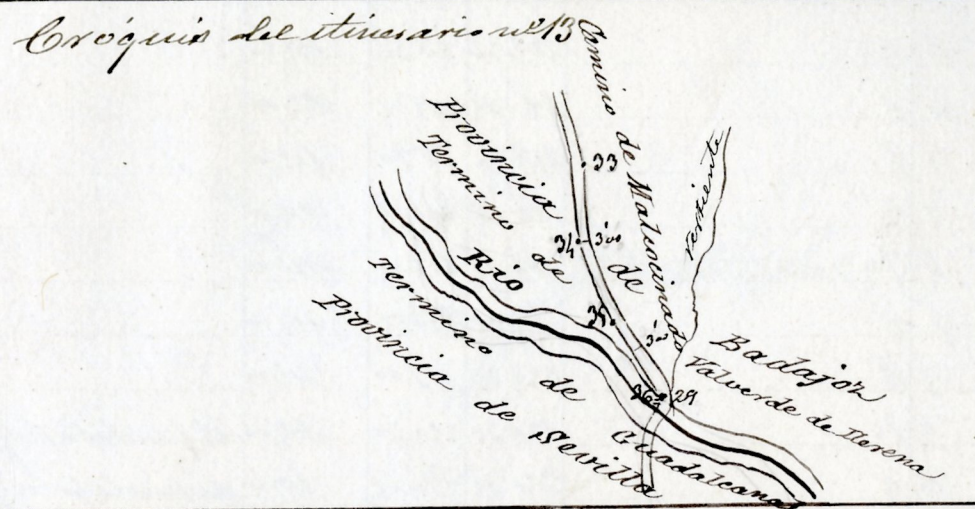 Cróquis del itinerario nº 13
Camino de Malcocinado
Provincia de Badajoz
Termino de Valverde de Llerena
Vertiente
33
34
35
29
Rio
Termino de Guadalcanal
Provincia de Sevilla